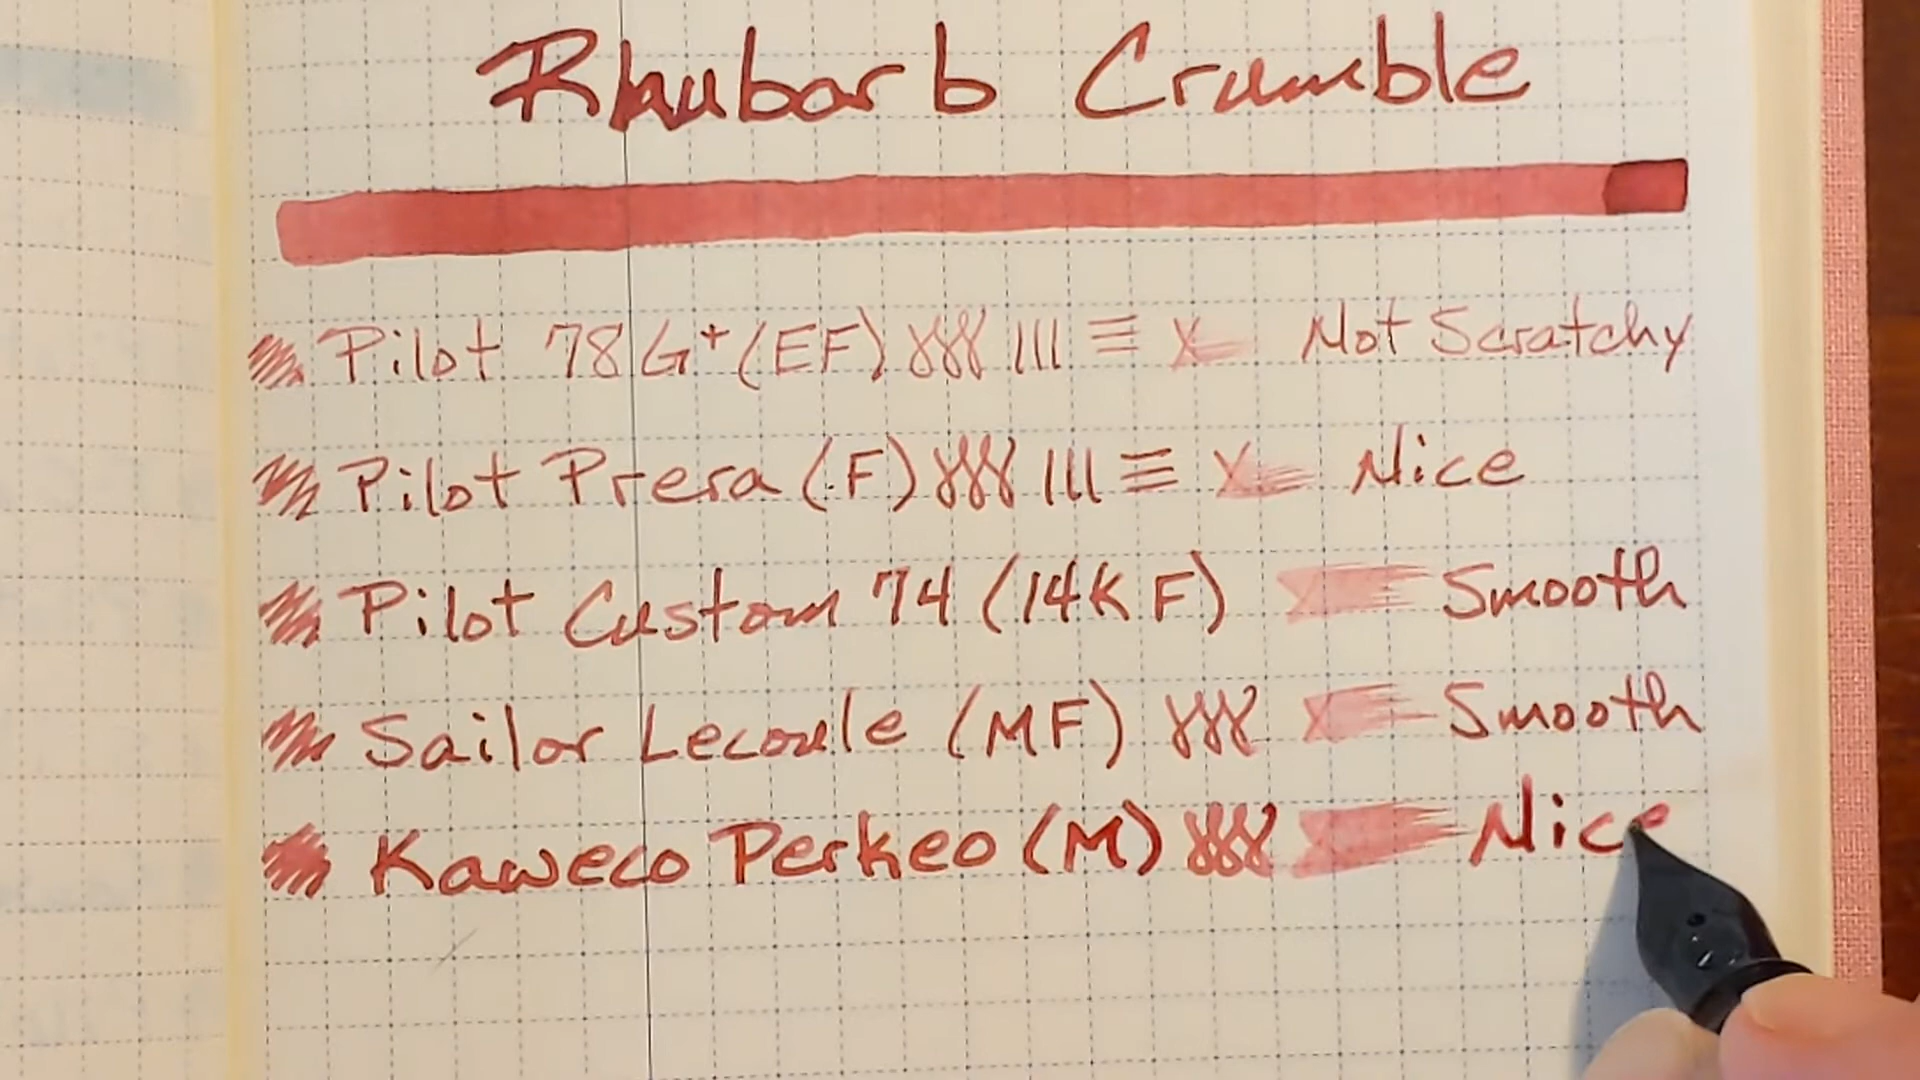 Rhubarb Crumble
Pilot 78G+ (EF) Not Scratchy
Pilot Prera (F) Nice
Pilot Custom 74 (14K F) Smooth
Sailor Lecoule (MF) Smooth
Kaweco Perkeo (M) Nice